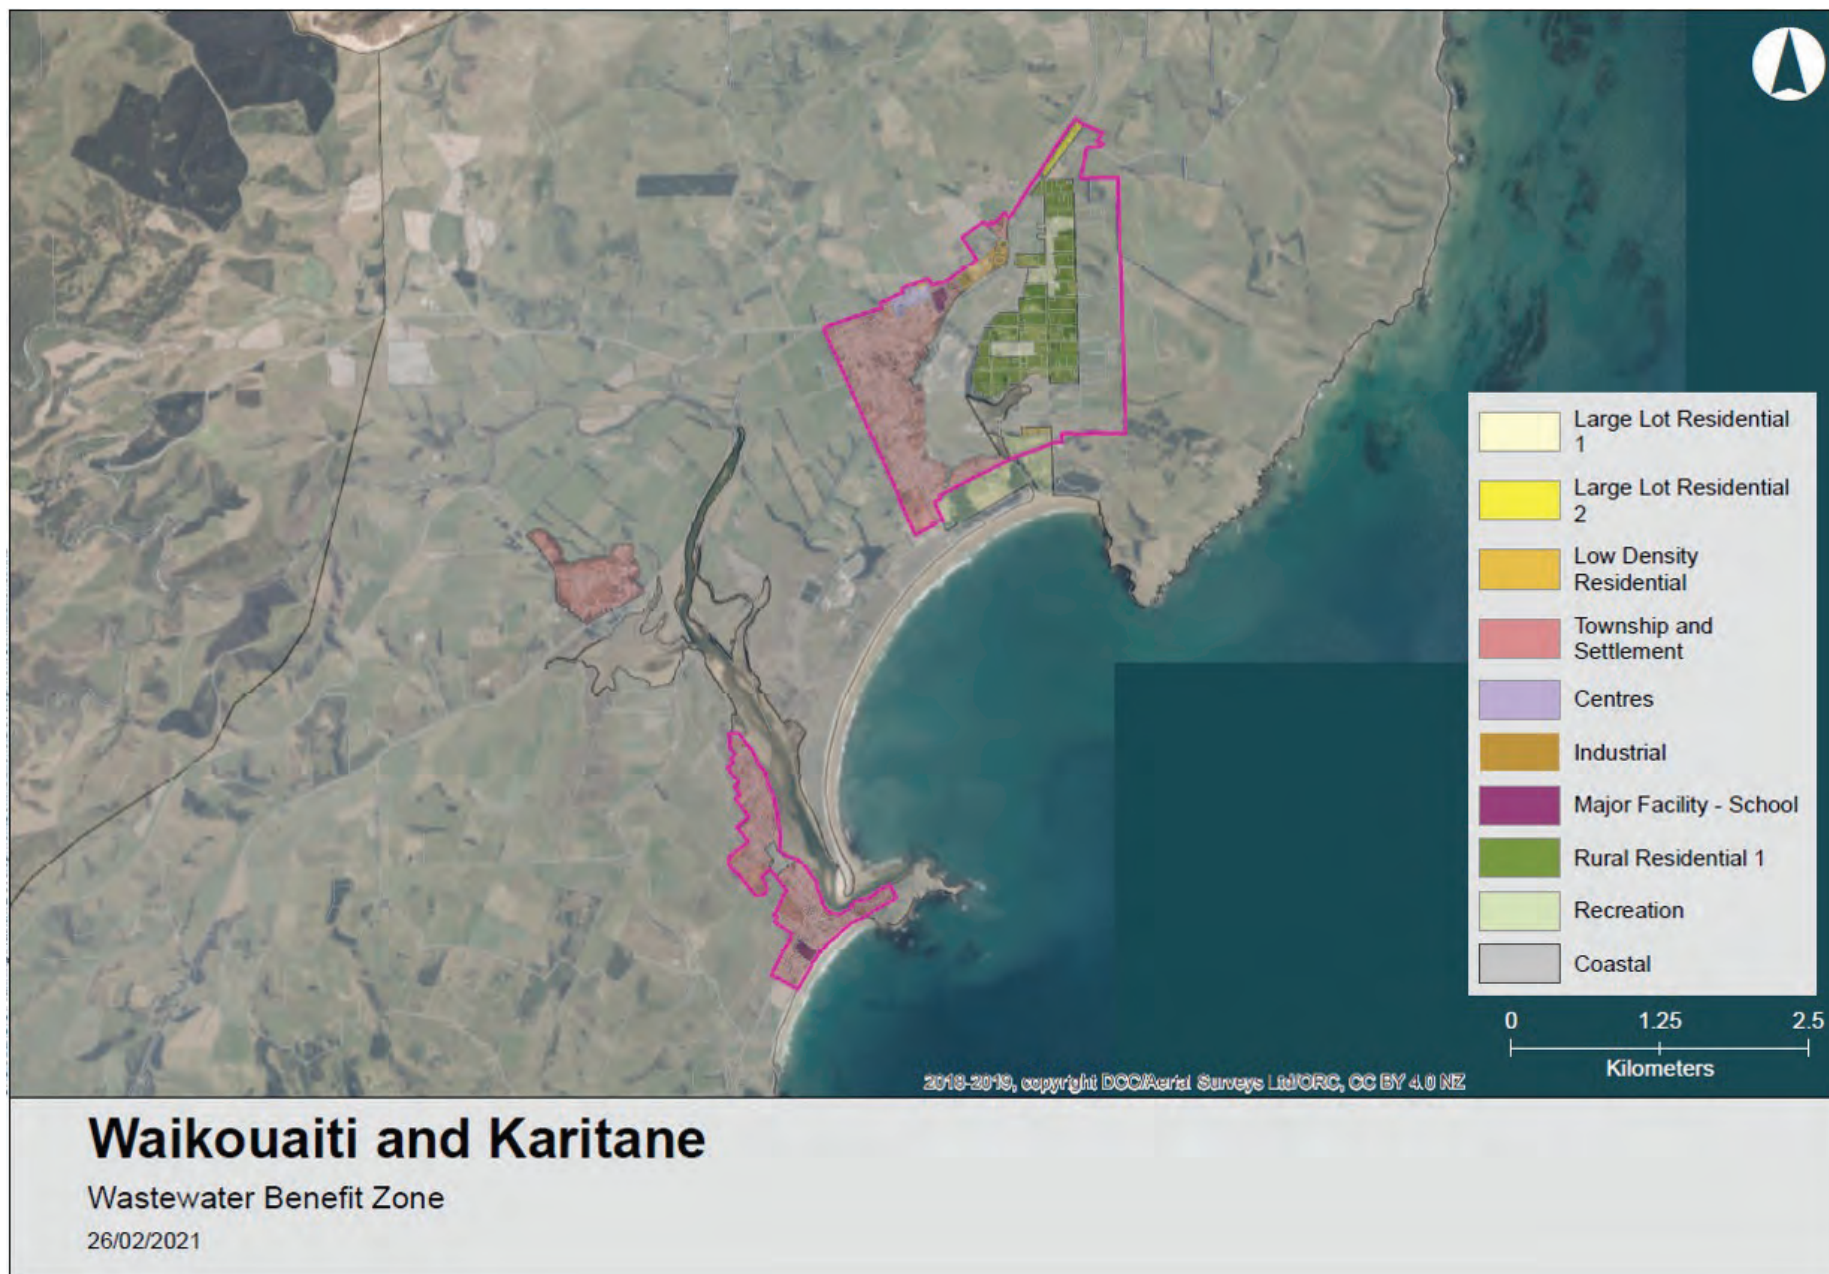 Large Lot Residential
1
Large Lot Residential
2
Low Density
Residential
Township and
Settlement
Centres
Industrial
Major Facility - School
Rural Residential 1
Recreation
Coastal
0 1.25 2.5
Kilometers
2018-2019, copyright DCC/Aerial Surveys Ltd/ORC, CC BY 4.0 NZ
Waikouaiti and Karitane
Wastewater Benefit Zone
26/02/2021